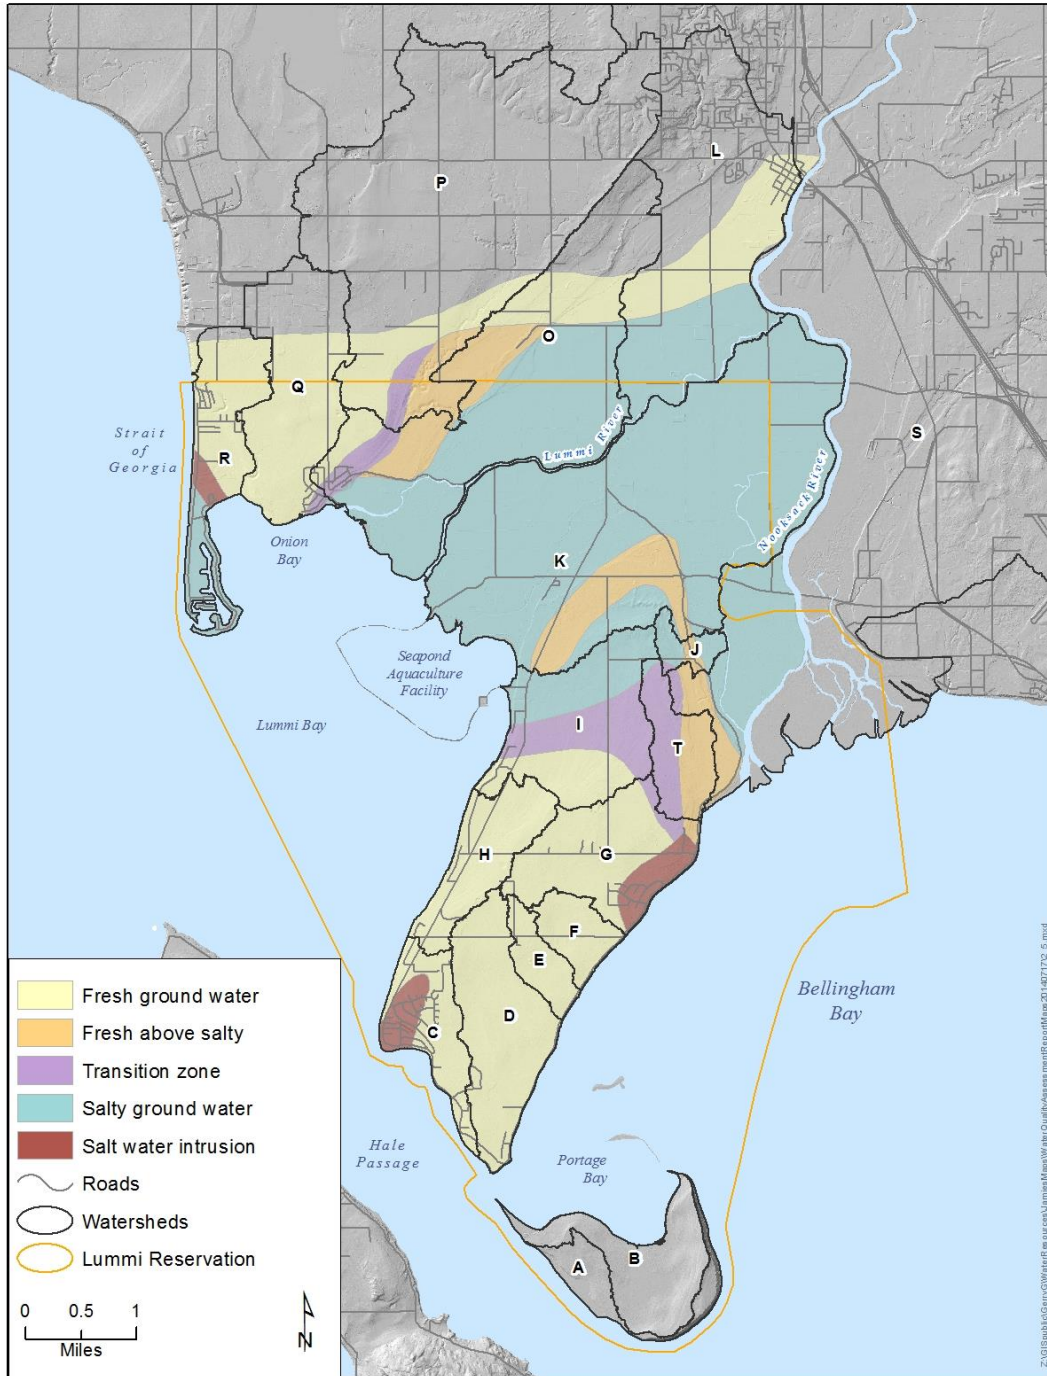 L
P
O
Q
Strait
of
Georgia
R
S
Lummi River
Nooksack River
Onion
Bay
K
Seapond
Aquaculture
Facility
J
Lummi Bay
I
T
H
G
F
E
D
C
Bellingham
Bay
Fresh ground water
Fresh above salty
Transition zone
Salty ground water
Salt water intrusion
Roads
Watersheds
Lummi Reservation
0 0.5 1
Miles
N
Hale
Passage
Portage
Bay
A
B